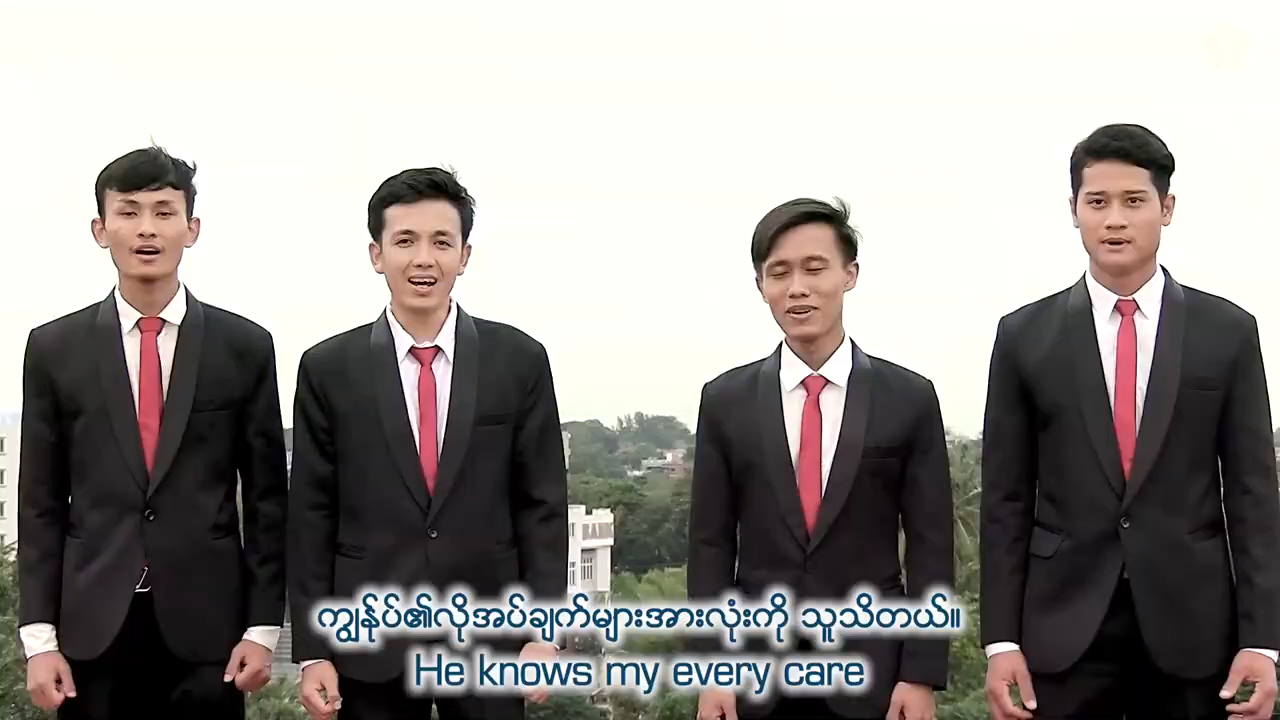 ကျွန်ုပ်၏လိုအပ်ချက်များအားလုံးကို သူသိတယ်။
He knows my every care